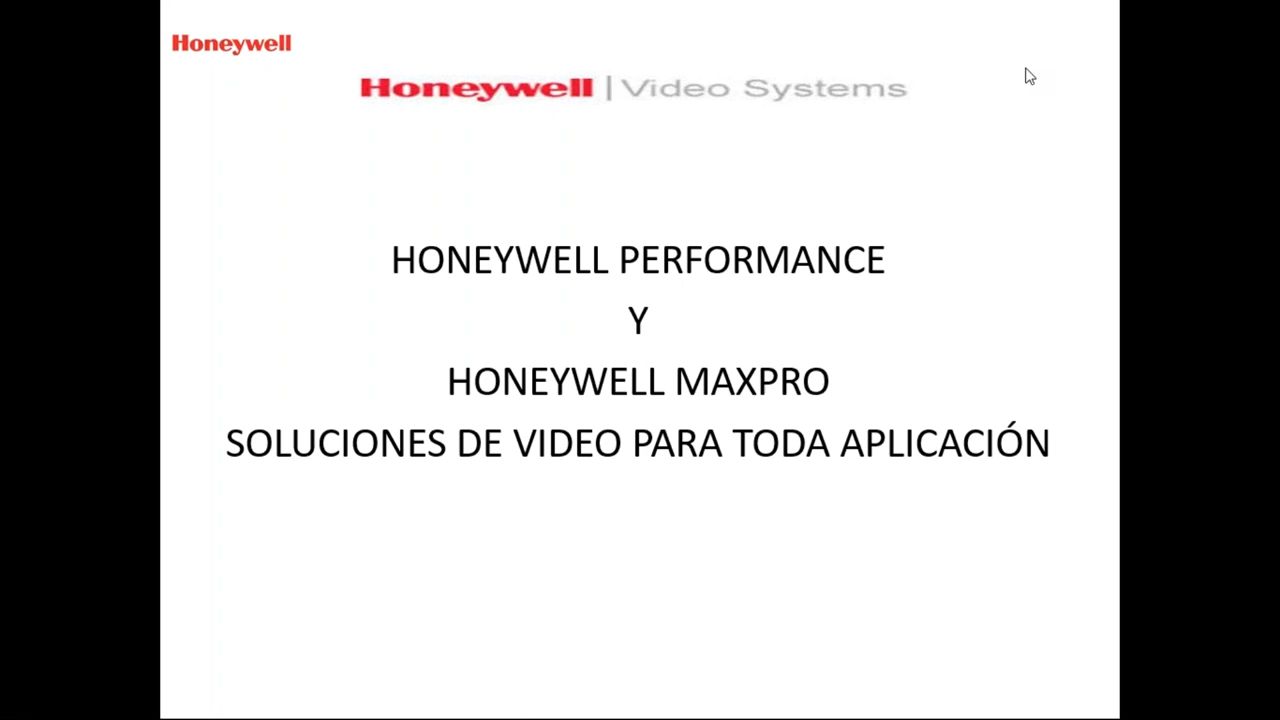 Honeywell
Honeywell | Video Systems
HONEYWELL PERFORMANCE
Y
HONEYWELL MAXPRO
SOLUCIONES DE VIDEO PARA TODA APLICACIÓN